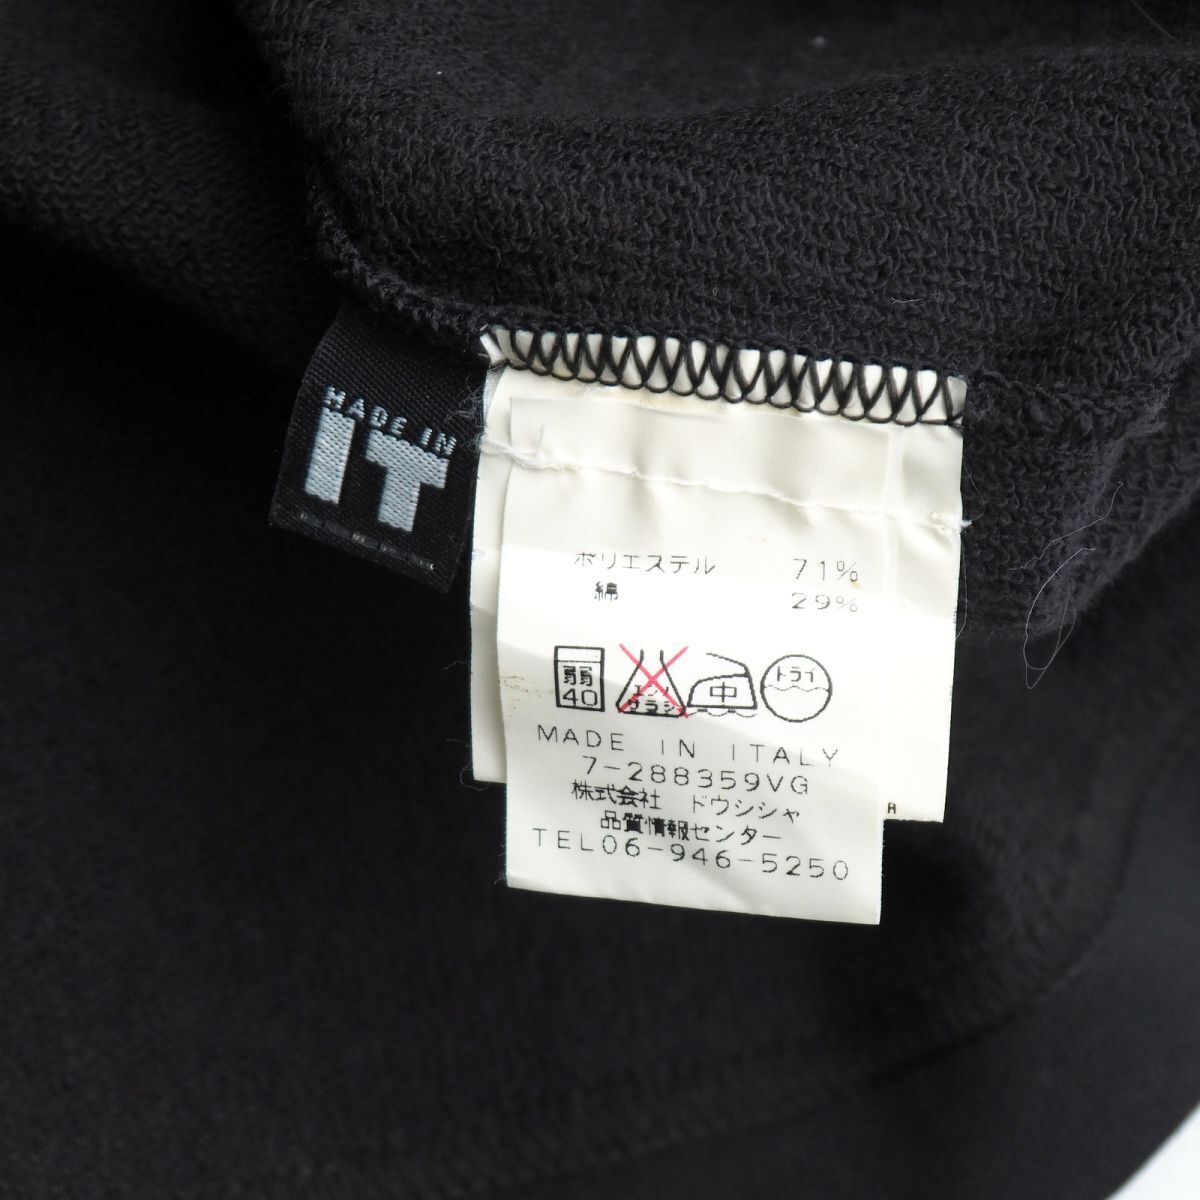 MADE IN
IT
ポリエステル 71%
綿 29%
弱
40
エンソ
サラシ
中
ドライ
MADE IN ITALY
7-288359VG
株式会社 ドウシシャ
品質情報センター
TEL06-946-5250
R